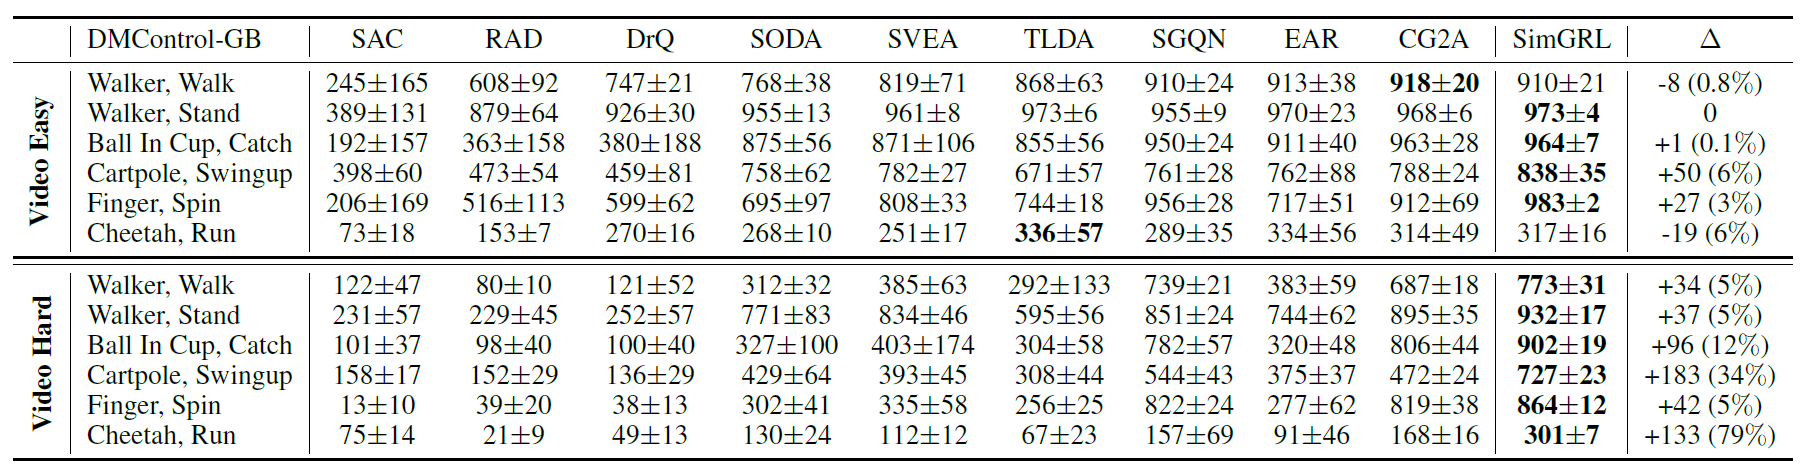 DMControl-GB SAC RAD DrQ SODA SVEA TLDA SGQN EAR CG2A SimGRL Δ
Video Easy
Walker, Walk 245±165 608±92 747±21 768±38 819±71 868±63 910±24 913±38 918±20 910±21 -8 (0.8%)
Walker, Stand 389±131 879±64 926±30 955±13 961±8 973±6 955±9 970±23 968±6 973±4 0
Ball In Cup, Catch 192±157 363±158 380±188 875±56 871±106 855±56 950±24 911±40 963±28 964±7 +1 (0.1%)
Cartpole, Swingup 398±60 473±54 459±81 758±62 782±27 671±57 761±28 762±88 788±24 838±35 +50 (6%)
Finger, Spin 206±169 516±113 599±62 695±97 808±33 744±18 956±28 717±51 912±69 983±2 +27 (3%)
Cheetah, Run 73±18 153±7 270±16 268±10 251±17 336±57 289±35 334±56 314±49 317±16 -19 (6%)
Video Hard
Walker, Walk 122±47 80±10 121±52 312±32 385±63 292±133 739±21 383±59 687±18 773±31 +34 (5%)
Walker, Stand 231±57 229±45 252±57 771±83 834±46 595±56 851±24 744±62 895±35 932±17 +37 (5%)
Ball In Cup, Catch 101±37 98±40 100±40 327±100 403±174 304±58 782±57 320±48 806±44 902±19 +96 (12%)
Cartpole, Swingup 158±17 152±29 136±29 429±64 393±45 308±44 544±43 375±37 472±24 727±23 +183 (34%)
Finger, Spin 13±10 39±20 38±13 302±41 335±58 256±25 822±24 277±62 819±38 864±12 +42 (5%)
Cheetah, Run 75±14 21±9 49±13 130±24 112±12 67±23 157±69 91±46 168±16 301±7 +133 (79%)